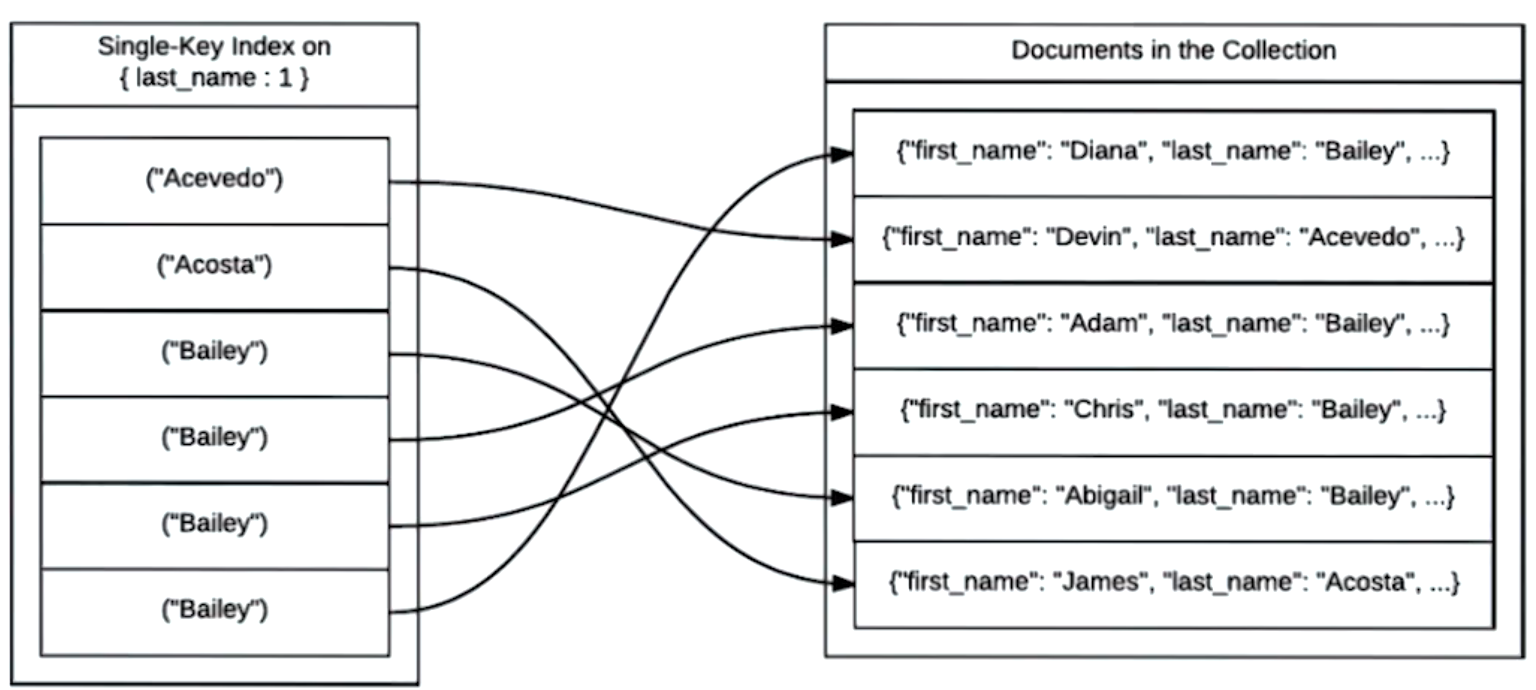 Single-Key Index on
{ last_name : 1 }
("Acevedo")
("Acosta")
("Bailey")
("Bailey")
("Bailey")
("Bailey")
Documents in the Collection
{"first_name": "Diana", "last_name": "Bailey", ...}
{"first_name": "Devin", "last_name": "Acevedo", ...}
{"first_name": "Adam", "last_name": "Bailey", ...}
{"first_name": "Chris", "last_name": "Bailey", ...}
{"first_name": "Abigail", "last_name": "Bailey", ...}
{"first_name": "James", "last_name": "Acosta", ...}